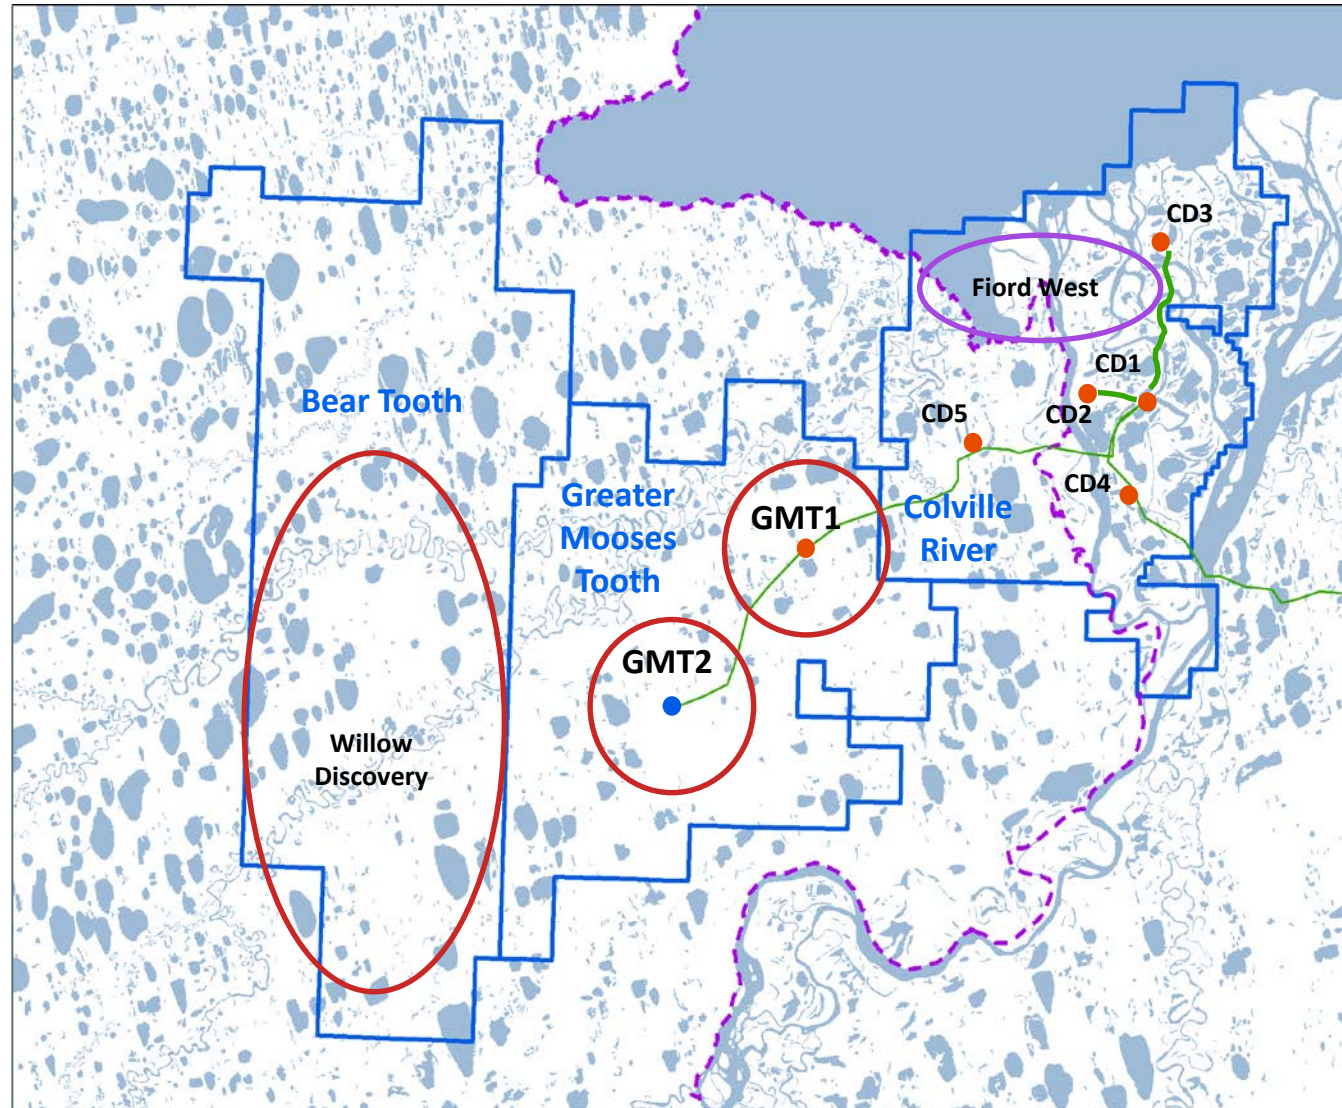 CD3
Fiord West
CD1
Bear Tooth
CD2
CD5
CD4
Greater
Mooses
Tooth
GMT1
Colville
River
GMT2
Willow
Discovery